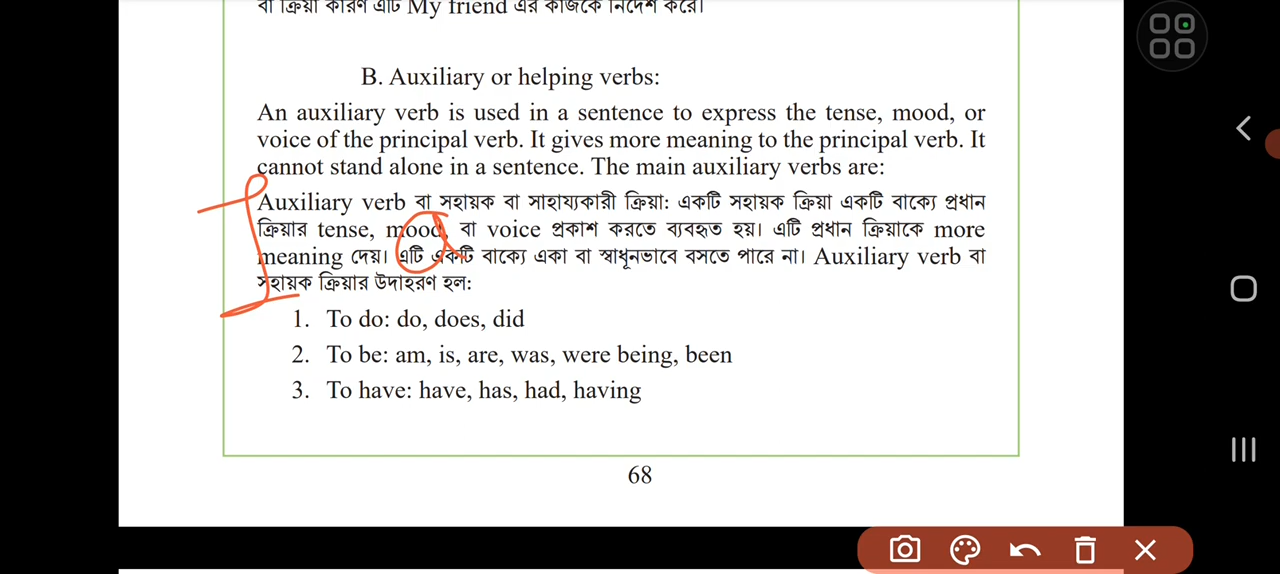 বা ক্রিয়া কারণ এটি My friend এর কাজকে নির্দেশ করে।
B. Auxiliary or helping verbs:
An auxiliary verb is used in a sentence to express the tense, mood, or
voice of the principal verb. It gives more meaning to the principal verb. It
cannot stand alone in a sentence. The main auxiliary verbs are:
Auxiliary verb বা সহায়ক বা সাহায্যকারী ক্রিয়া: একটি সহায়ক ক্রিয়া একটি বাক্যে প্রধান
ক্রিয়ার tense, mood, বা voice প্রকাশ করতে ব্যবহৃত হয়। এটি প্রধান ক্রিয়াকে more
meaning দেয়। এটি একটি বাক্যে একা বা স্বাধূনভাবে বসতে পারে না। Auxiliary verb বা
সহায়ক ক্রিয়ার উদাহরণ হল:
1. To do: do, does, did
2. To be: am, is, are, was, were being, been
3. To have: have, has, had, having
68